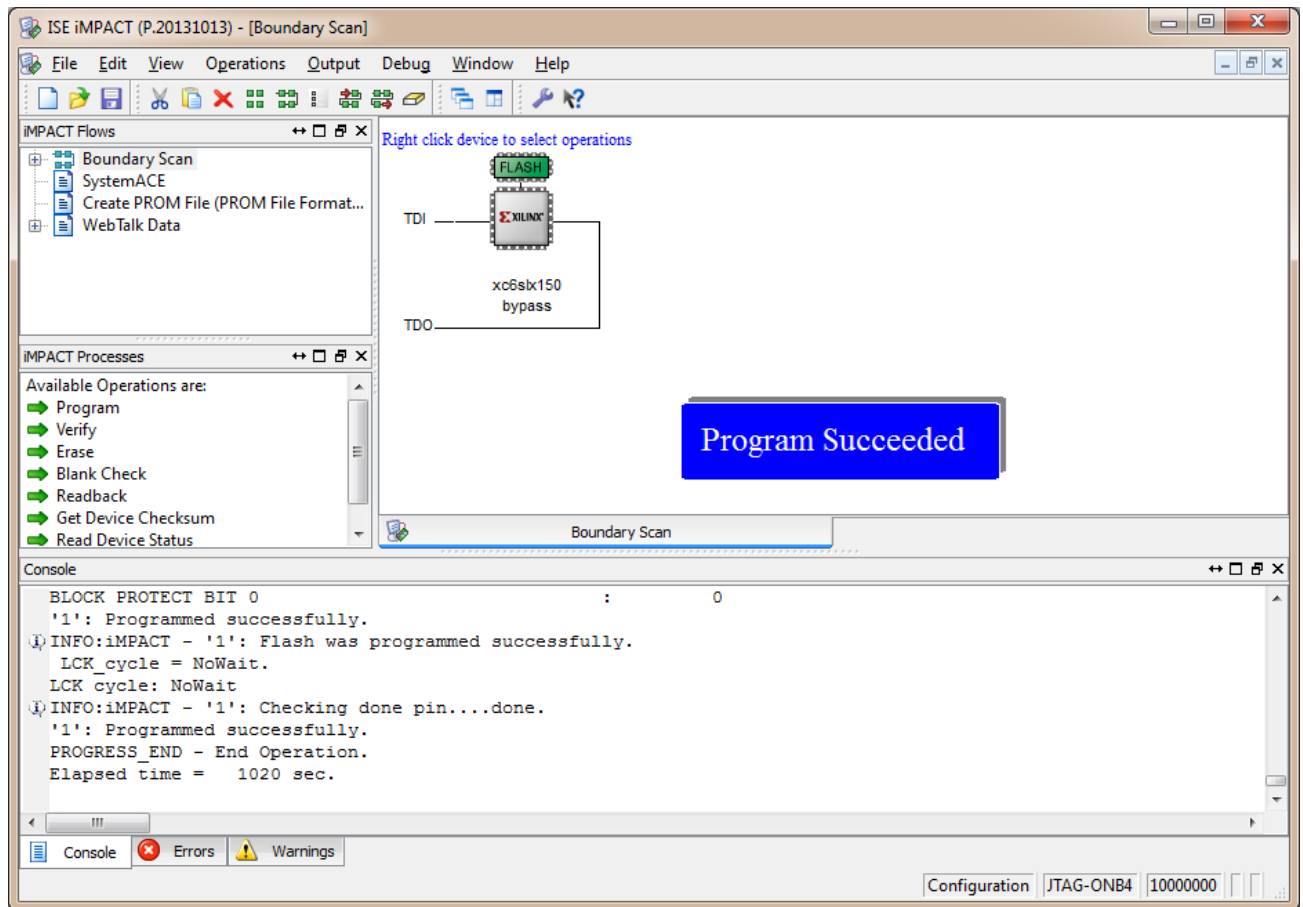 ISE iMPACT (P.20131013) - [Boundary Scan]
File Edit View Operations Output Debug Window Help
iMPACT Flows
Boundary Scan
SystemACE
Create PROM File (PROM File Format...
WebTalk Data
iMPACT Processes
Available Operations are:
Program
Verify
Erase
Blank Check
Readback
Get Device Checksum
Read Device Status
Right click device to select operations
FLASH
TDI
XILINX
xc6slx150
bypass
TDO
Program Succeeded
Boundary Scan
Console
BLOCK PROTECT BIT 0 : 0
'1': Programmed successfully.
INFO:iMPACT - '1': Flash was programmed successfully.
LCK_cycle = NoWait.
LCK cycle: NoWait
INFO:iMPACT - '1': Checking done pin....done.
'1': Programmed successfully.
PROGRESS_END - End Operation.
Elapsed time = 1020 sec.
Console Errors Warnings
Configuration JTAG-ONB4 10000000